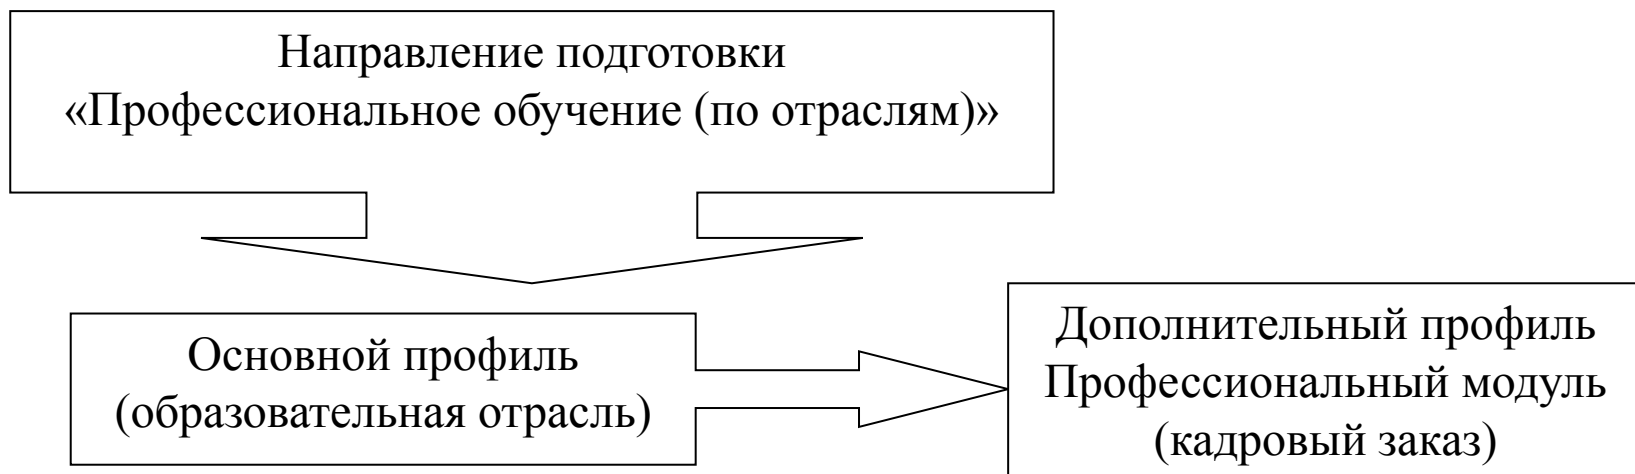 Направление подготовки
«Профессиональное обучение (по отраслям)»
Основной профиль
(образовательная отрасль)
Дополнительный профиль
Профессиональный модуль
(кадровый заказ)